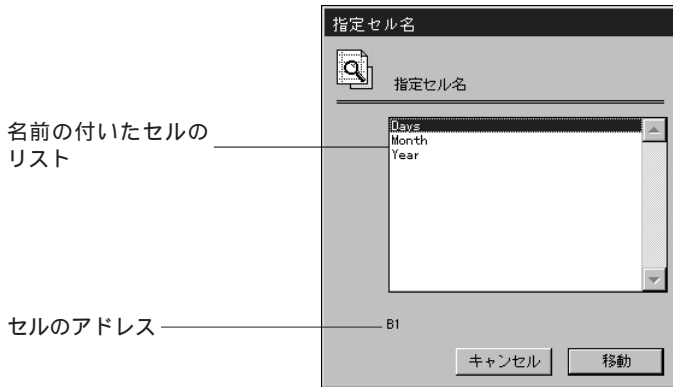 指定セル名
指定セル名
名前の付いたセルの
リスト
Days
Month
Year
セルのアドレス
B1
キャンセル
移動